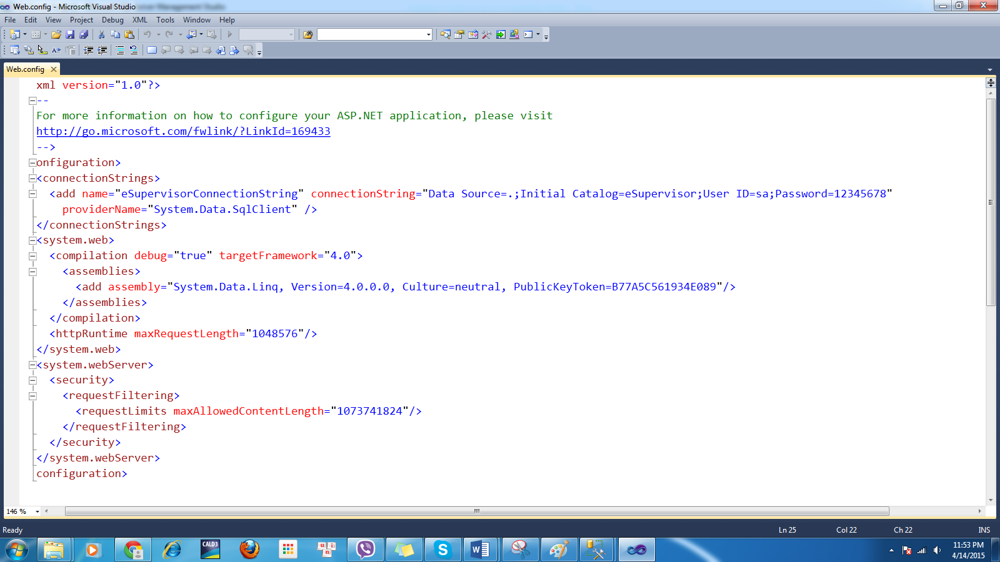 Web.config - Microsoft Visual Studio
File Edit View Project Debug XML Tools Window Help
Web.config
xml version="1.0"?>
--
For more information on how to configure your ASP.NET application, please visit
http://go.microsoft.com/fwlink/?LinkId=169433
-->
onfiguration>
<connectionStrings>
<add name="eSupervisorConnectionString" connectionString="Data Source=.;Initial Catalog=eSupervisor;User ID=sa;Password=12345678"
providerName="System.Data.SqlClient" />
</connectionStrings>
<system.web>
<compilation debug="true" targetFramework="4.0">
<assemblies>
<add assembly="System.Data.Linq, Version=4.0.0.0, Culture=neutral, PublicKeyToken=B77A5C561934E089"/>
</assemblies>
</compilation>
<httpRuntime maxRequestLength="1048576"/>
</system.web>
<system.webServer>
<security>
<requestFiltering>
<requestLimits maxAllowedContentLength="1073741824"/>
</requestFiltering>
</security>
</system.webServer>
configuration>
146 %
Ready Ln 25 Col 22 Ch 22 INS
CALD3
11:53 PM
4/14/2015